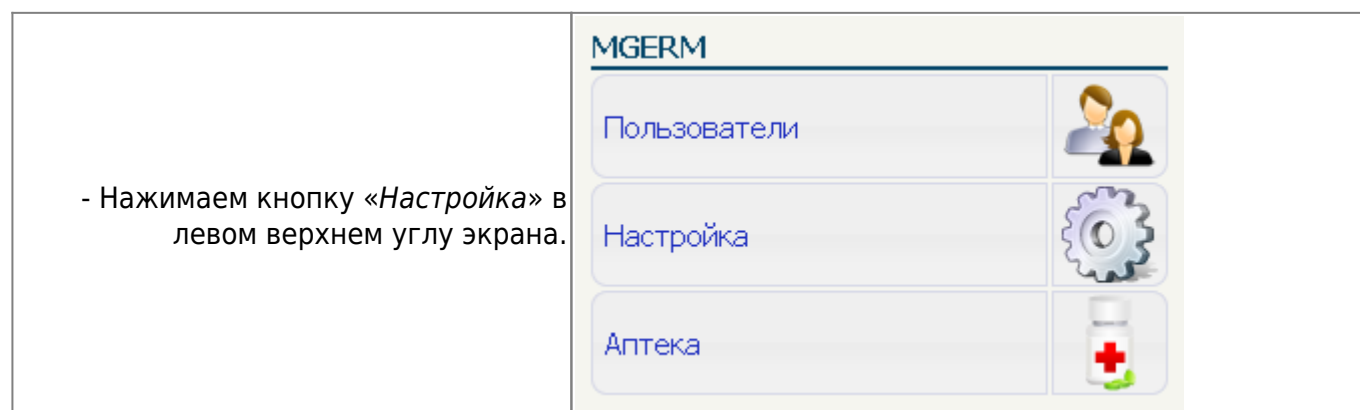 - Нажимаем кнопку «Настройка» в
левом верхнем углу экрана.
MGERM
Пользователи
Настройка
Аптека